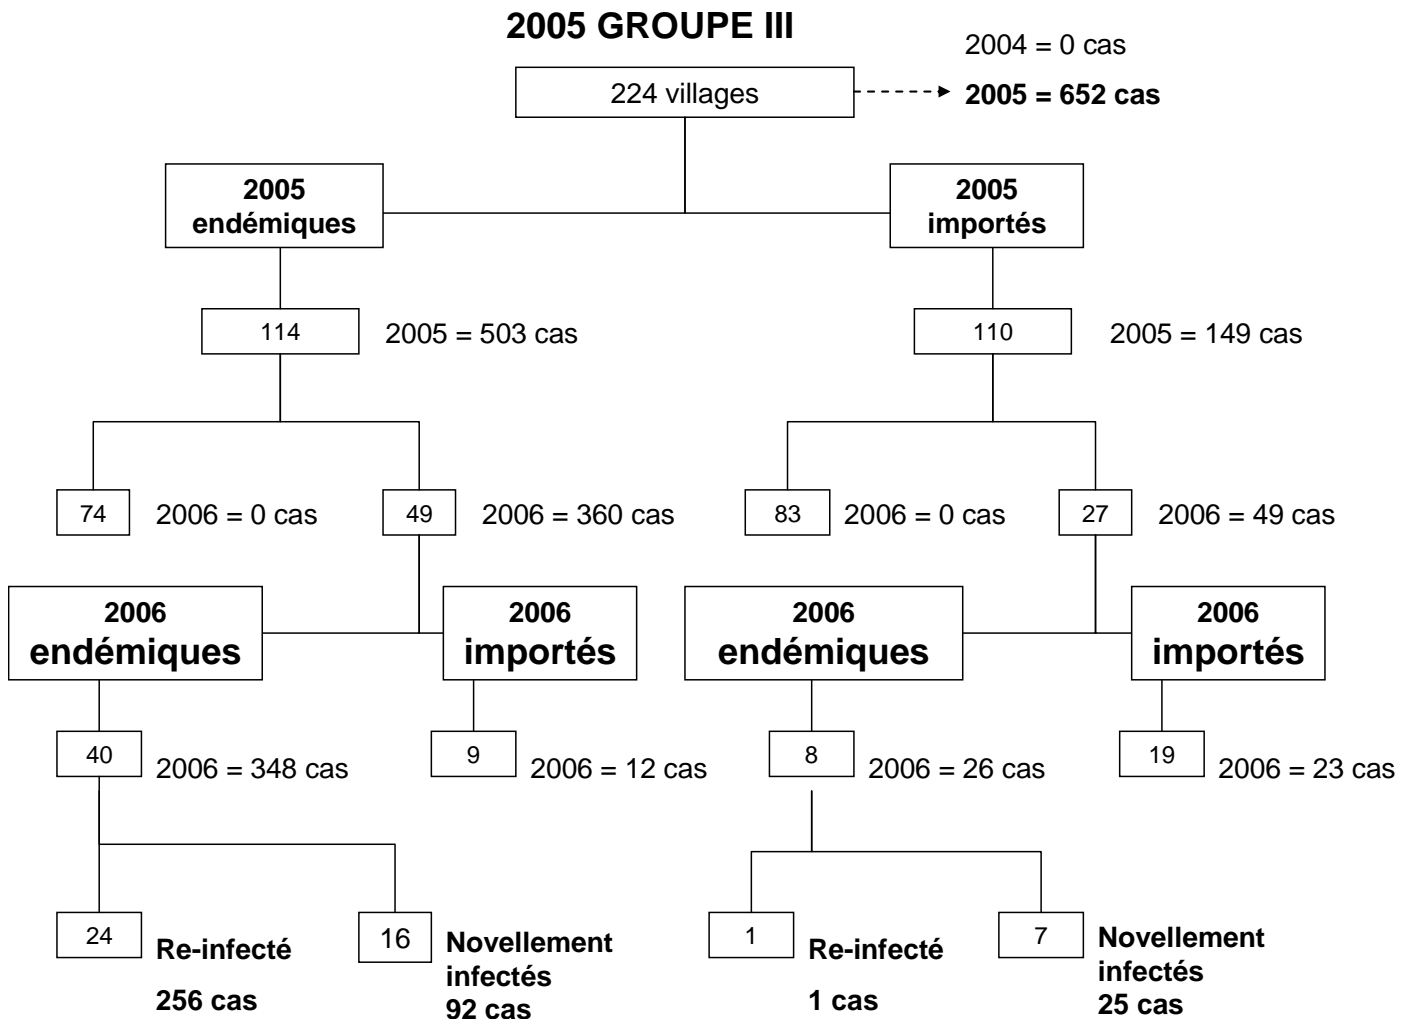 2005 GROUPE III
2004 = 0 cas
224 villages
2005 = 652 cas
2005
endémiques
2005
importés
114
2005 = 503 cas
110
2005 = 149 cas
74
2006 = 0 cas
49
2006 = 360 cas
83
2006 = 0 cas
27
2006 = 49 cas
2006
endémiques
2006
importés
2006
endémiques
2006
importés
40
2006 = 348 cas
9
2006 = 12 cas
8
2006 = 26 cas
19
2006 = 23 cas
24
Re-infecté
256 cas
16
Novellement
infectés
92 cas
1
Re-infecté
1 cas
7
Novellement
infectés
25 cas